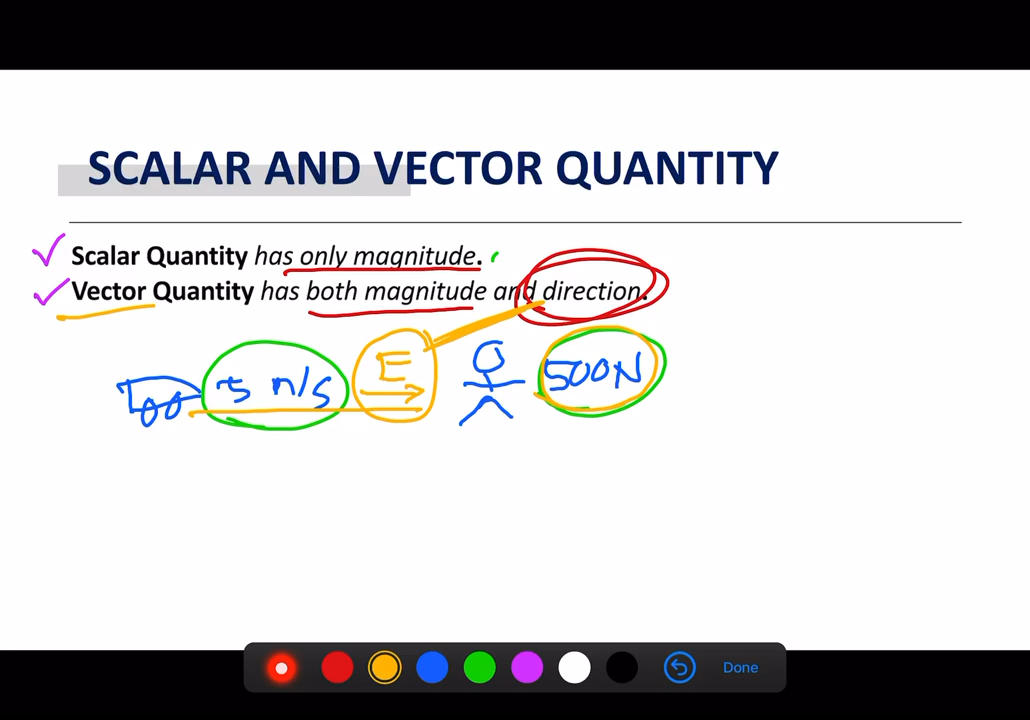 SCALAR AND VECTOR QUANTITY
Scalar Quantity has only magnitude.
Vector Quantity has both magnitude and direction.
5 m/s E 500N
Done